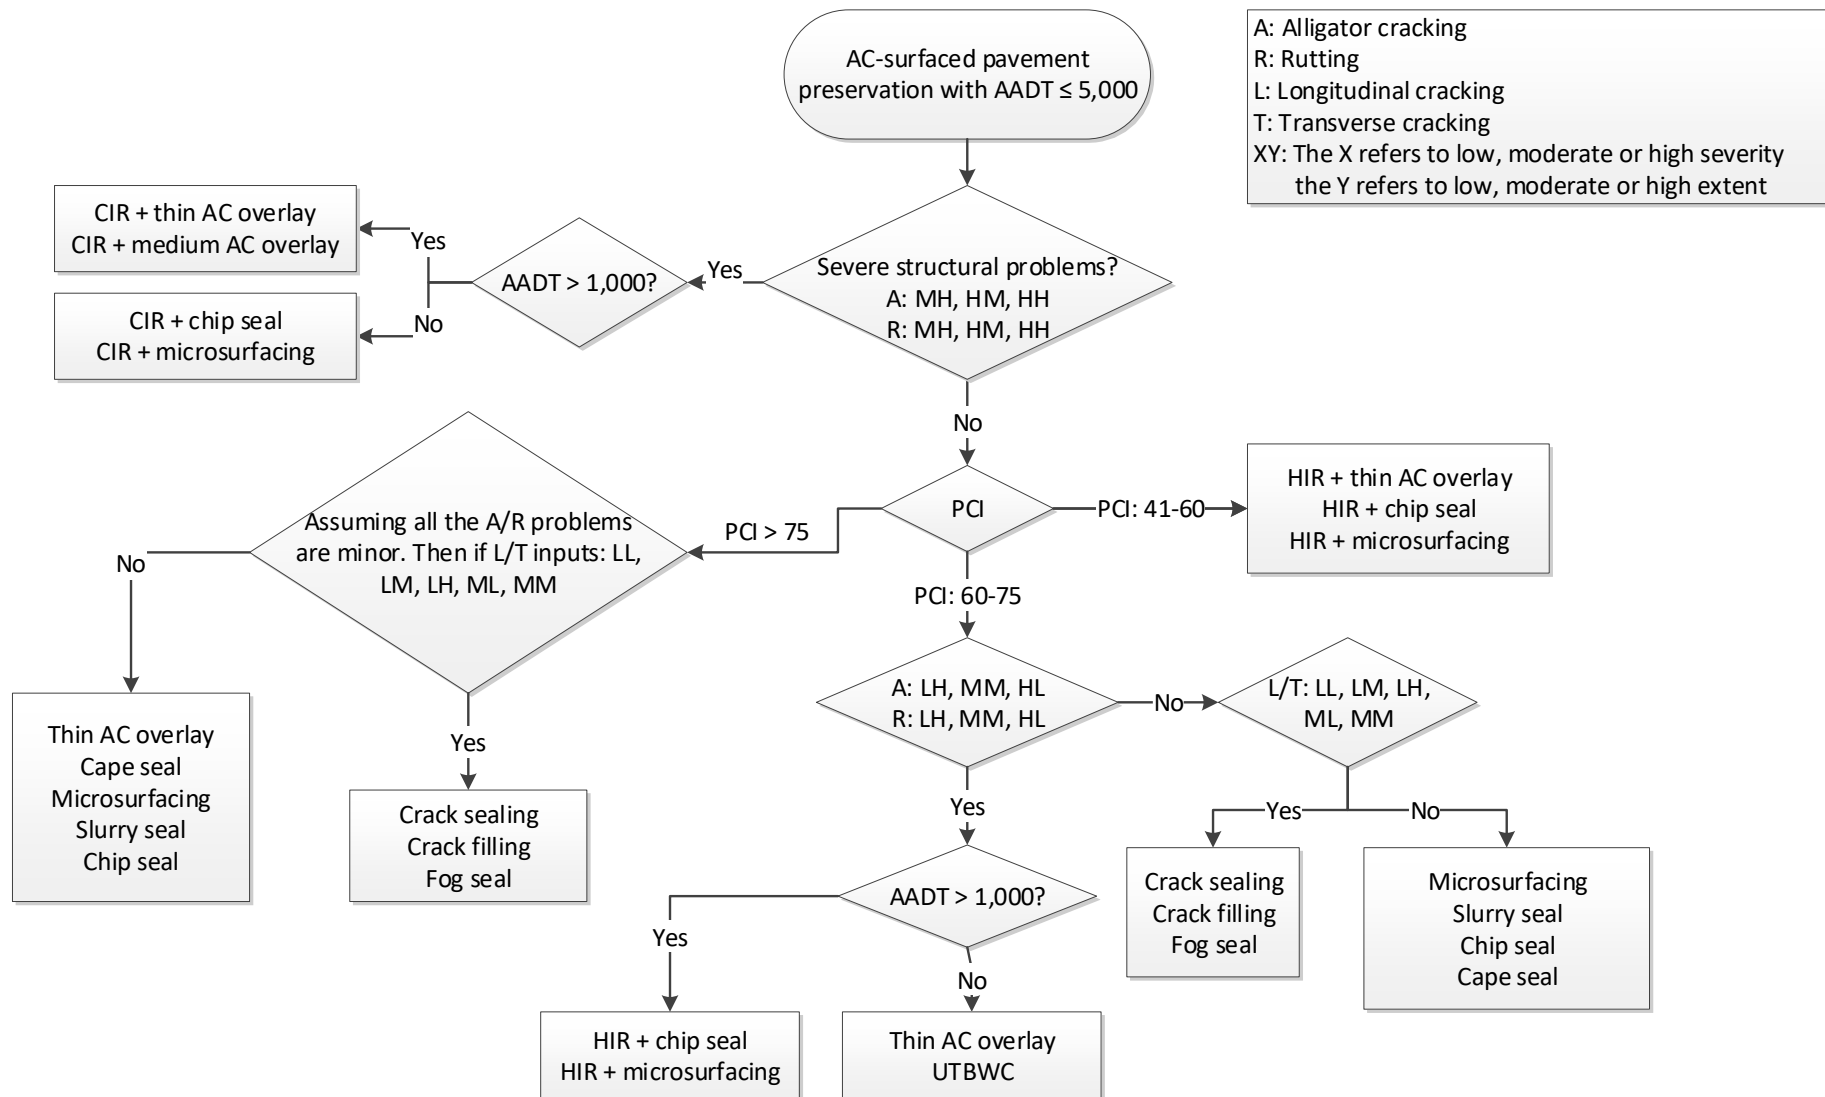 AC-surfaced pavement
preservation with AADT ≤ 5,000
A: Alligator cracking
R: Rutting
L: Longitudinal cracking
T: Transverse cracking
XY: The X refers to low, moderate or high severity
the Y refers to low, moderate or high extent
CIR + thin AC overlay
CIR + medium AC overlay
Yes
AADT > 1,000?
Yes
Severe structural problems?
A: MH, HM, HH
R: MH, HM, HH
No
CIR + chip seal
CIR + microsurfacing
No
Assuming all the A/R problems
are minor. Then if L/T inputs: LL,
LM, LH, ML, MM
PCI > 75
PCI
PCI: 41-60
HIR + thin AC overlay
HIR + chip seal
HIR + microsurfacing
No
PCI: 60-75
A: LH, MM, HL
R: LH, MM, HL
No
L/T: LL, LM, LH,
ML, MM
Thin AC overlay
Cape seal
Microsurfacing
Slurry seal
Chip seal
Yes
Crack sealing
Crack filling
Fog seal
Yes
AADT > 1,000?
Yes
No
Yes
No
Crack sealing
Crack filling
Fog seal
Microsurfacing
Slurry seal
Chip seal
Cape seal
HIR + chip seal
HIR + microsurfacing
Thin AC overlay
UTBWC